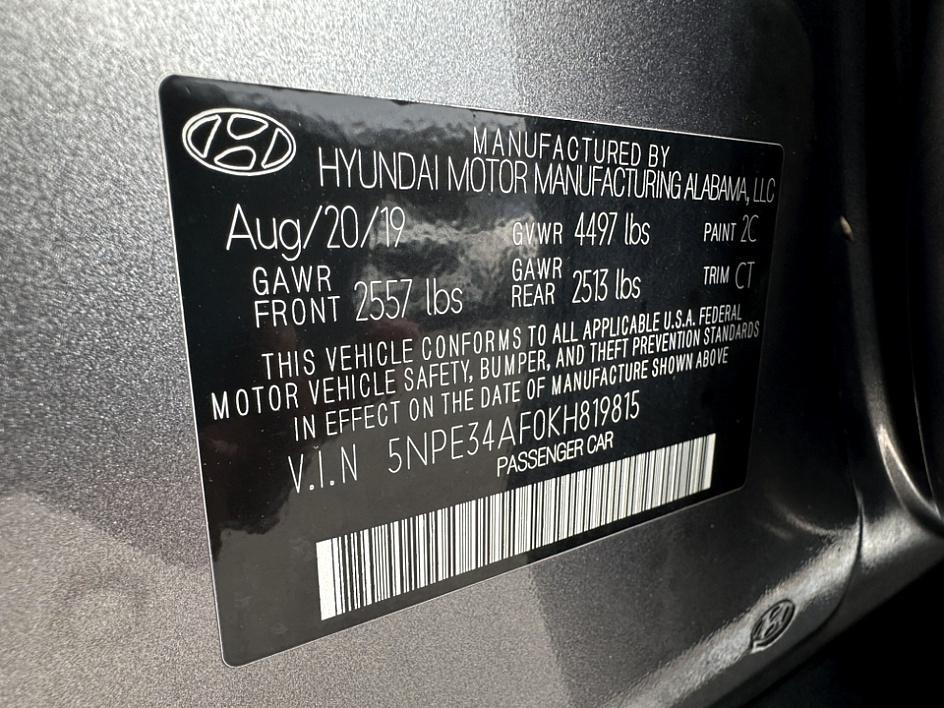 MANUFACTURED BY
HYUNDAI MOTOR MANUFACTURING ALABAMA, LLC
Aug/20/19 GVWR 4497 lbs PAINT 2C
GAWR FRONT 2557 lbs GAWR REAR 2513 lbs TRIM CT
THIS VEHICLE CONFORMS TO ALL APPLICABLE U.S.A. FEDERAL
MOTOR VEHICLE SAFETY, BUMPER, AND THEFT PREVENTION STANDARDS
IN EFFECT ON THE DATE OF MANUFACTURE SHOWN ABOVE
V.I.N 5NPE34AF0KH819815
PASSENGER CAR